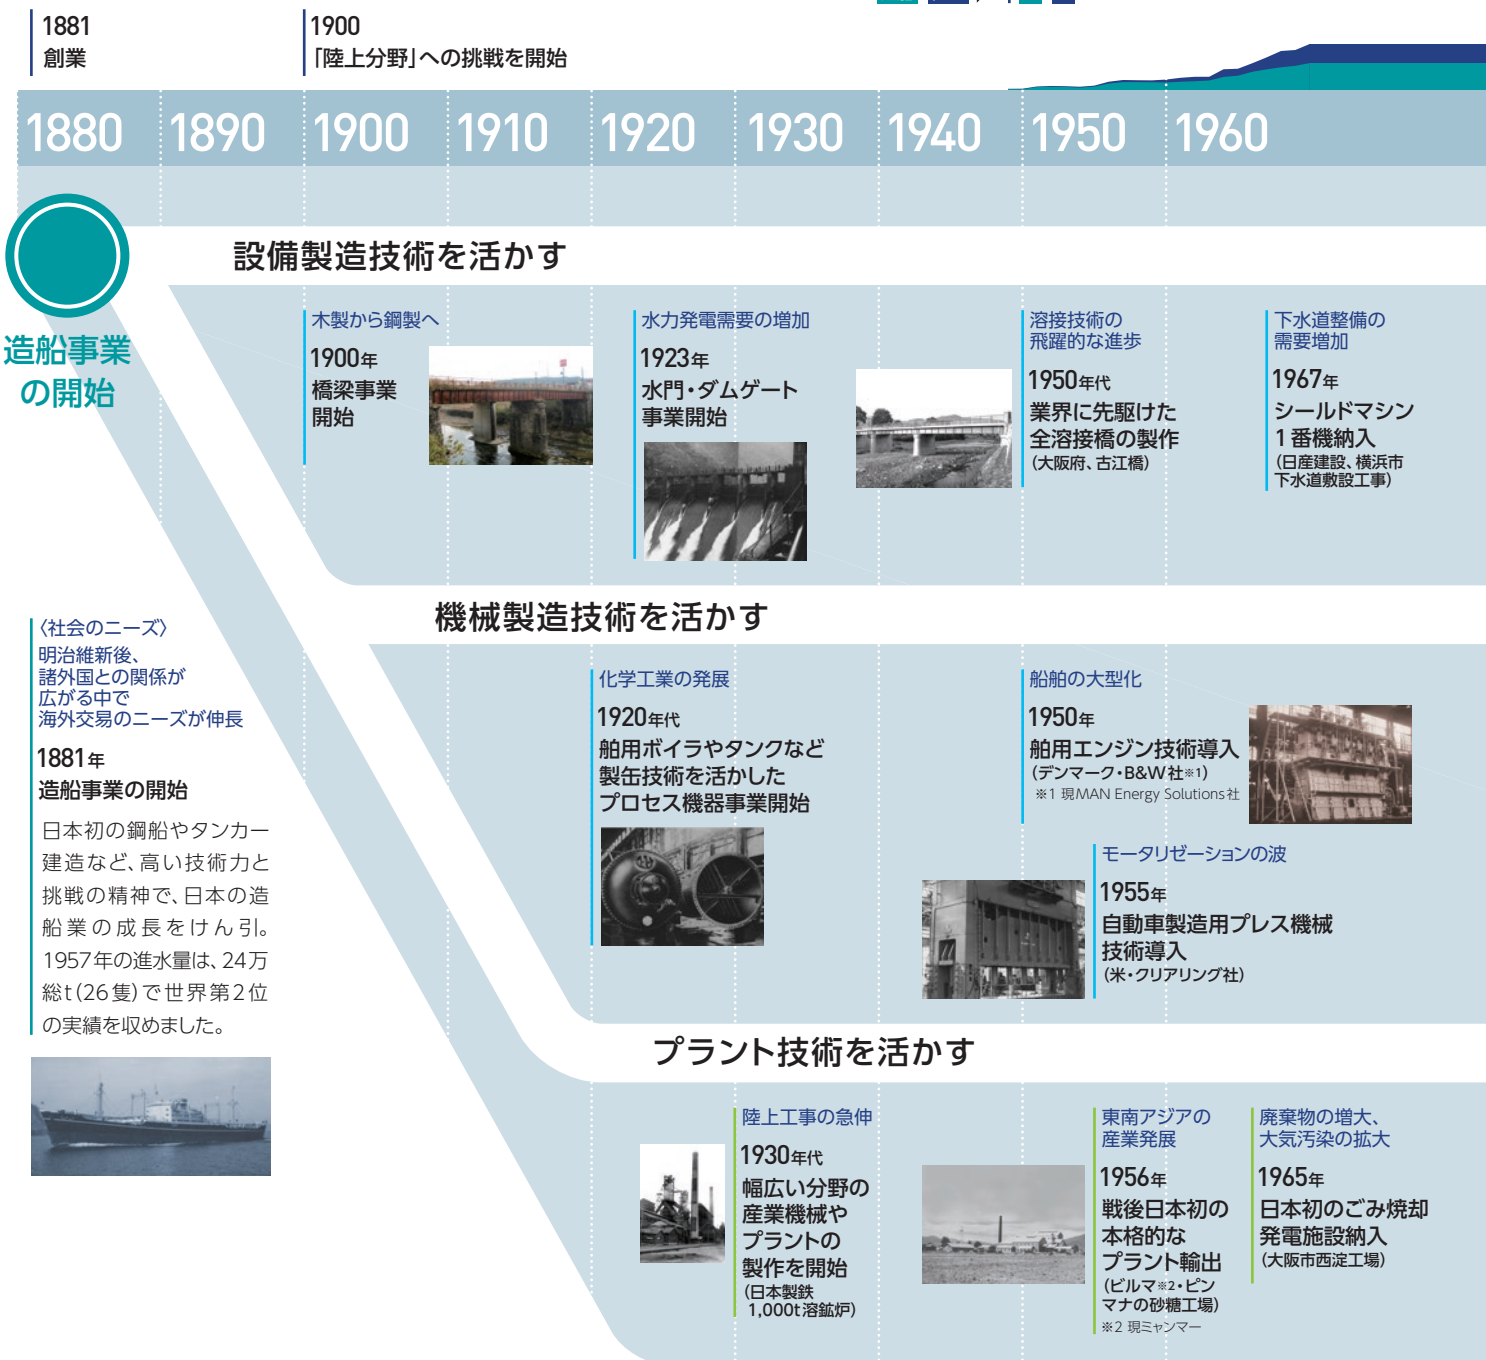 1881
創業
1900
「陸上分野」への挑戦を開始
1880 1890 1900 1910 1920 1930 1940 1950 1960
設備製造技術を活かす
造船事業
の開始
木製から鋼製へ
1900年
橋梁事業
開始
水力発電需要の増加
1923年
水門・ダムゲート
事業開始
溶接技術の
飛躍的な進歩
1950年代
業界に先駆けた
全溶接橋の製作
(大阪府、古江橋)
下水道整備の
需要増加
1967年
シールドマシン
1番機納入
(日産建設、横浜市
下水道敷設工事)
機械製造技術を活かす
〈社会のニーズ〉
明治維新後、
諸外国との関係が
広がる中で
海外交易のニーズが伸長
1881年
造船事業の開始
日本初の鋼船やタンカー
建造など、高い技術力と
挑戦の精神で、日本の造
船業の成長をけん引。
1957年の進水量は、24万
総t(26隻)で世界第2位
の実績を収めました。
化学工業の発展
1920年代
舶用ボイラやタンクなど
製缶技術を活かした
プロセス機器事業開始
船舶の大型化
1950年
舶用エンジン技術導入
(デンマーク・B&W社※1)
※1 現MAN Energy Solutions社
モータリゼーションの波
1955年
自動車製造用プレス機械
技術導入
(米・クリアリング社)
プラント技術を活かす
陸上工事の急伸
1930年代
幅広い分野の
産業機械や
プラントの
製作を開始
(日本製鉄
1,000t溶鉱炉)
東南アジアの
産業発展
1956年
戦後日本初の
本格的な
プラント輸出
(ビルマ※2・ピン
マナの砂糖工場)
※2 現ミャンマー
廃棄物の増大、
大気汚染の拡大
1965年
日本初のごみ焼却
発電施設納入
(大阪市西淀工場)